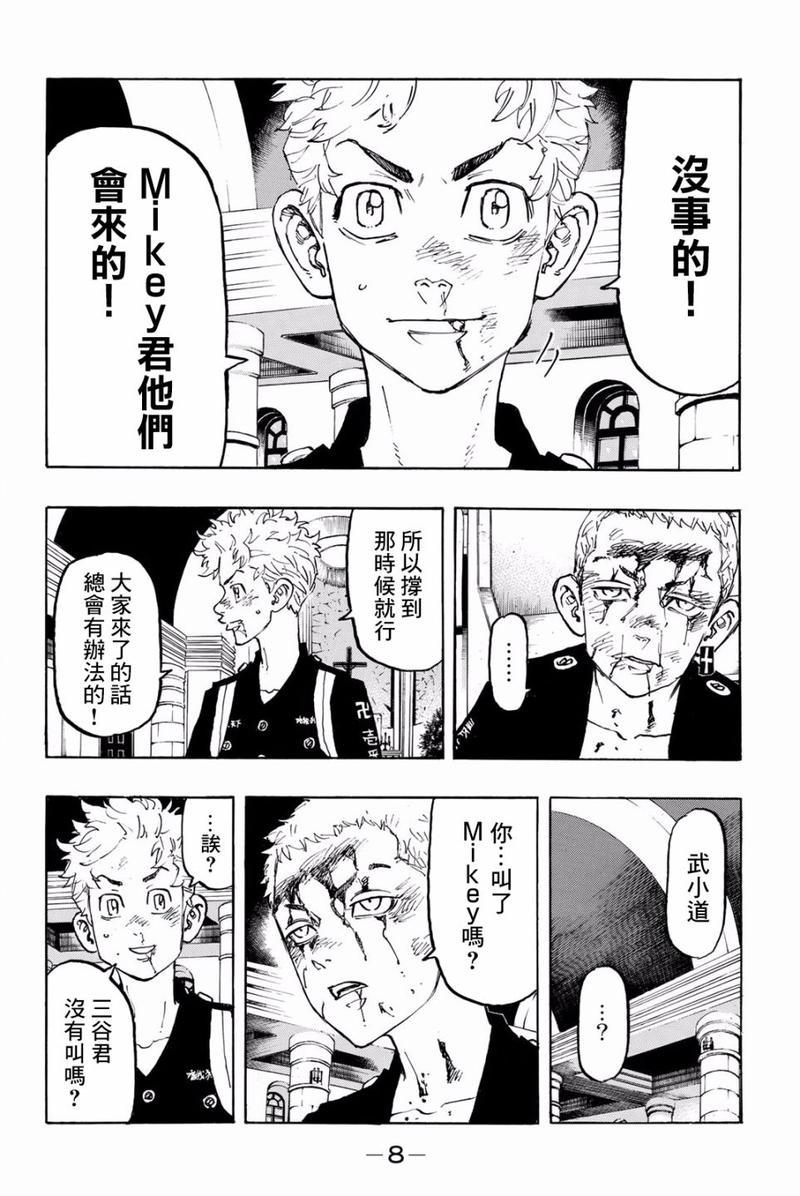 沒事的！
Mikey君他們
會來的！
……
所以撐到
那時候就行
大家來了的話
總會有辦法的！
卍
壱
武小道
…？
你…叫了
Mikey嗎？
…誒？
三谷君
沒有叫嗎？
—8—